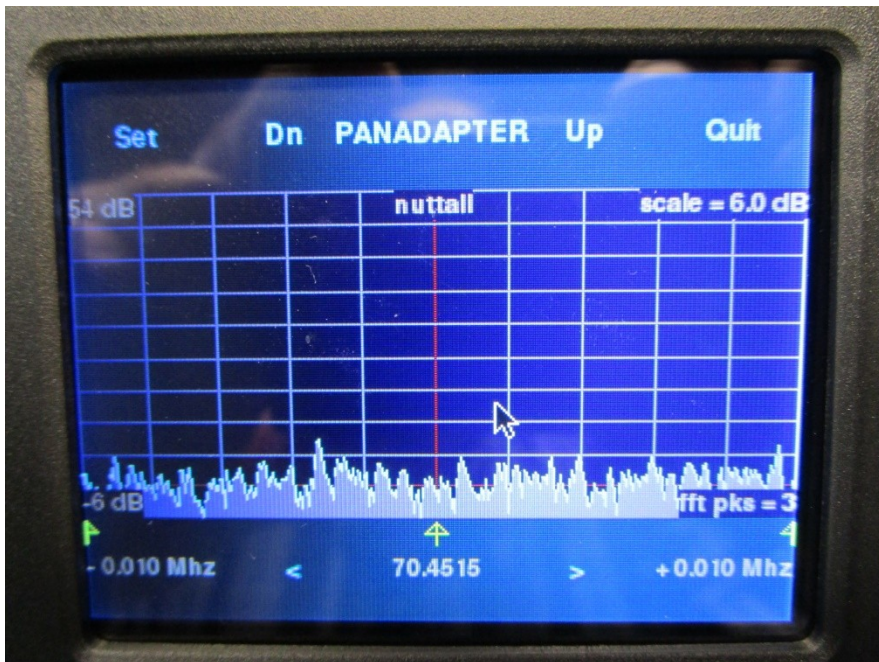 Set Dn PANADAPTER Up Quit
54 dB nuttall scale = 6.0 dB
-6 dB fft pks = 3
- 0.010 Mhz < 70.4515 > + 0.010 Mhz